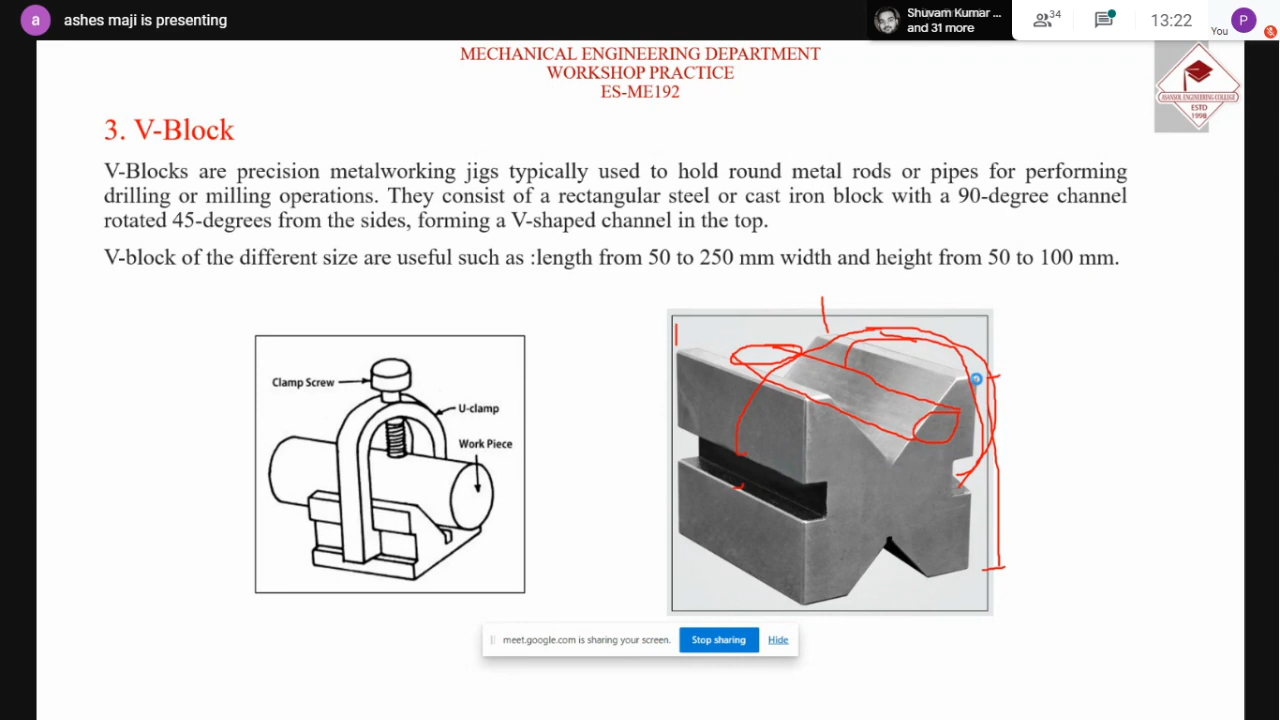 a ashes maji is presenting
Shuvam Kumar ...
and 31 more
34
13:22
You
P
MECHANICAL ENGINEERING DEPARTMENT
WORKSHOP PRACTICE
ES-ME192
ASANSOL ENGINEERING COLLEGE
ESTD
1998
3. V-Block
V-Blocks are precision metalworking jigs typically used to hold round metal rods or pipes for performing
drilling or milling operations. They consist of a rectangular steel or cast iron block with a 90-degree channel
rotated 45-degrees from the sides, forming a V-shaped channel in the top.
V-block of the different size are useful such as :length from 50 to 250 mm width and height from 50 to 100 mm.
Clamp Screw
U-clamp
Work Piece
meet.google.com is sharing your screen.
Stop sharing
Hide